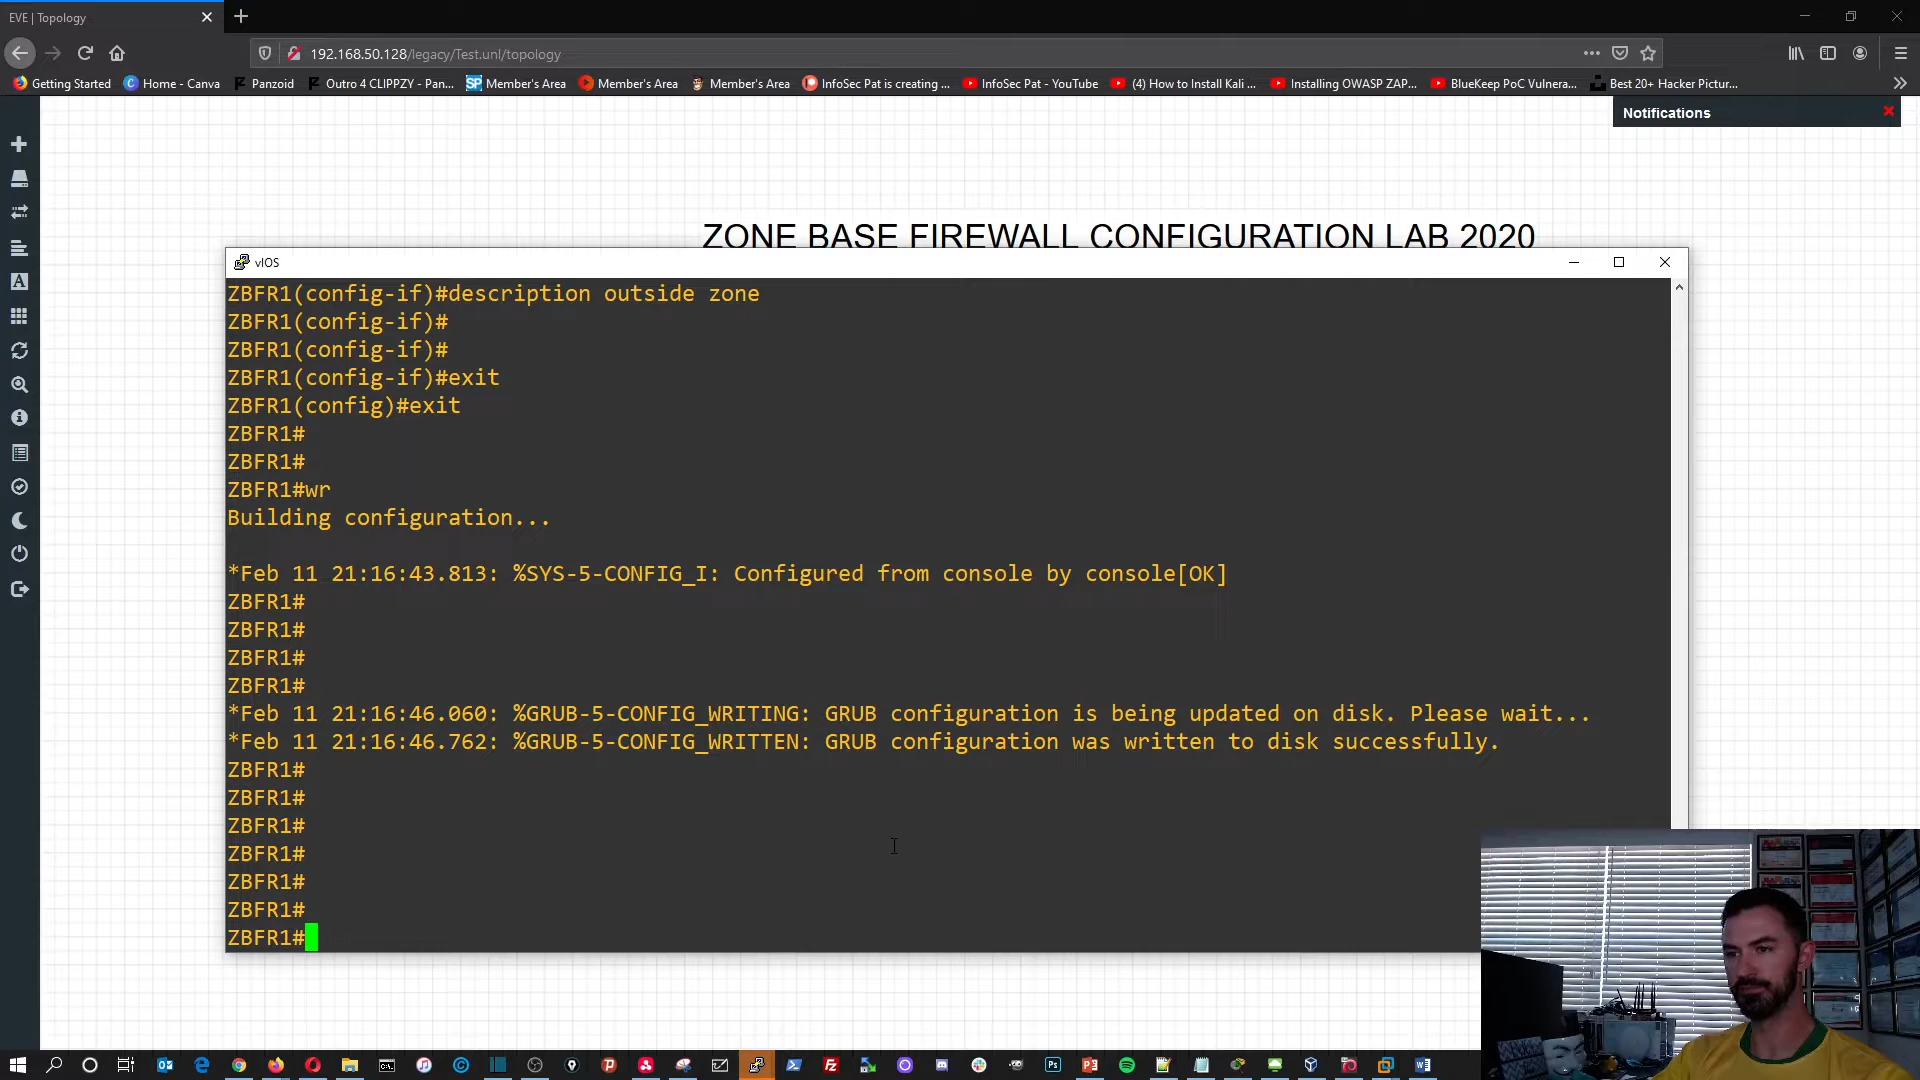 EVE | Topology
192.168.50.128/legacy/Test.unl/topology
Getting Started
Home - Canva
Panzoid
Outro 4 CLIPPZY - Pan...
Member's Area
Member's Area
Member's Area
InfoSec Pat is creating ...
InfoSec Pat - YouTube
(4) How to Install Kali ...
Installing OWASP ZAP...
BlueKeep PoC Vulnera...
Best 20+ Hacker Pictur...
Notifications
ZONE BASE FIREWALL CONFIGURATION LAB 2020
vIOS
ZBFR1(config-if)#description outside zone
ZBFR1(config-if)#
ZBFR1(config-if)#
ZBFR1(config-if)#exit
ZBFR1(config)#exit
ZBFR1#
ZBFR1#
ZBFR1#wr
Building configuration...
*Feb 11 21:16:43.813: %SYS-5-CONFIG_I: Configured from console by console[OK]
ZBFR1#
ZBFR1#
ZBFR1#
ZBFR1#
*Feb 11 21:16:46.060: %GRUB-5-CONFIG_WRITING: GRUB configuration is being updated on disk. Please wait...
*Feb 11 21:16:46.762: %GRUB-5-CONFIG_WRITTEN: GRUB configuration was written to disk successfully.
ZBFR1#
ZBFR1#
ZBFR1#
ZBFR1#
ZBFR1#
ZBFR1#
ZBFR1#